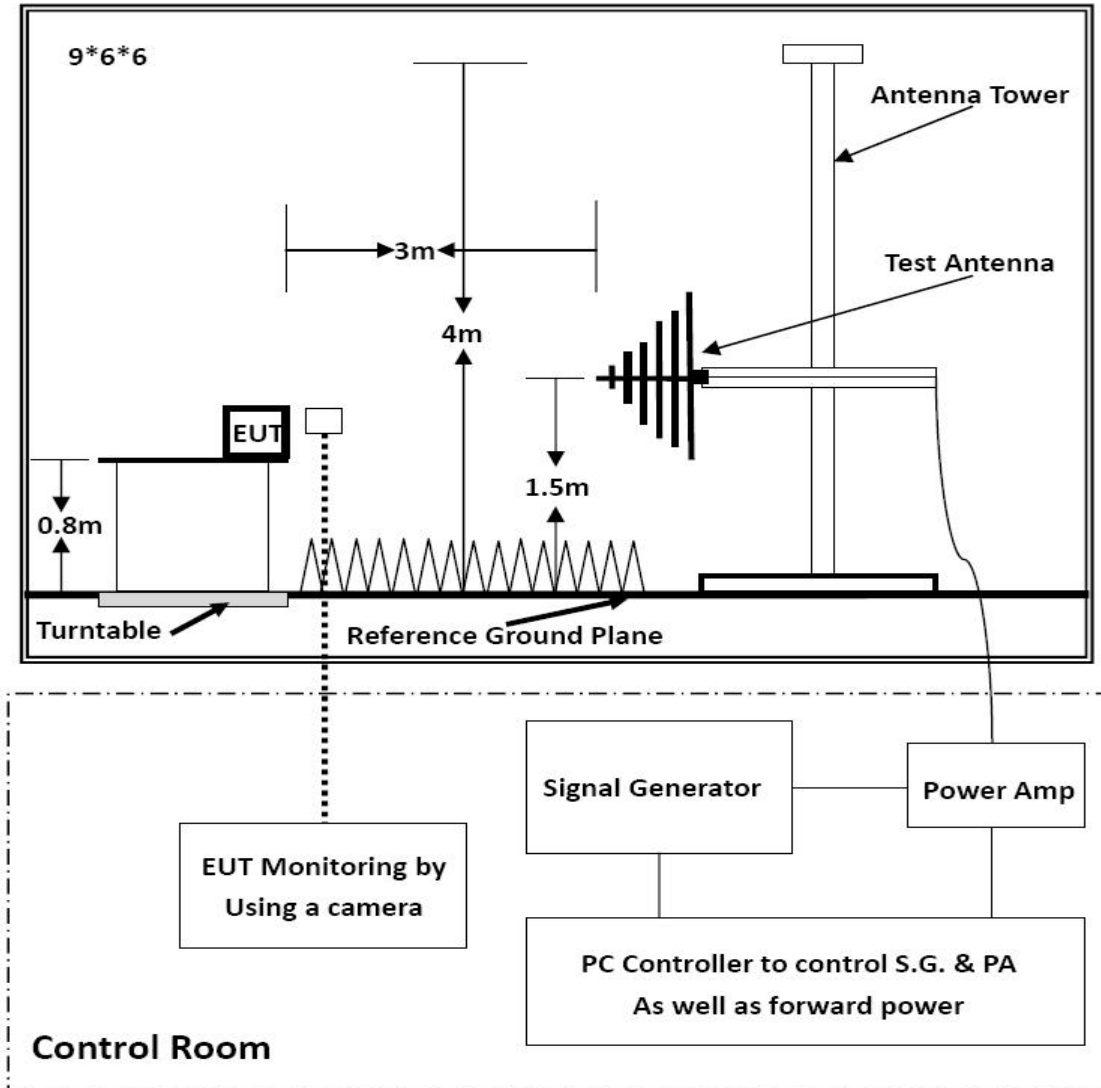 9*6*6
Antenna Tower
3m
Test Antenna
4m
EUT
1.5m
0.8m
Turntable
Reference Ground Plane
Signal Generator
Power Amp
EUT Monitoring by
Using a camera
PC Controller to control S.G. & PA
As well as forward power
Control Room